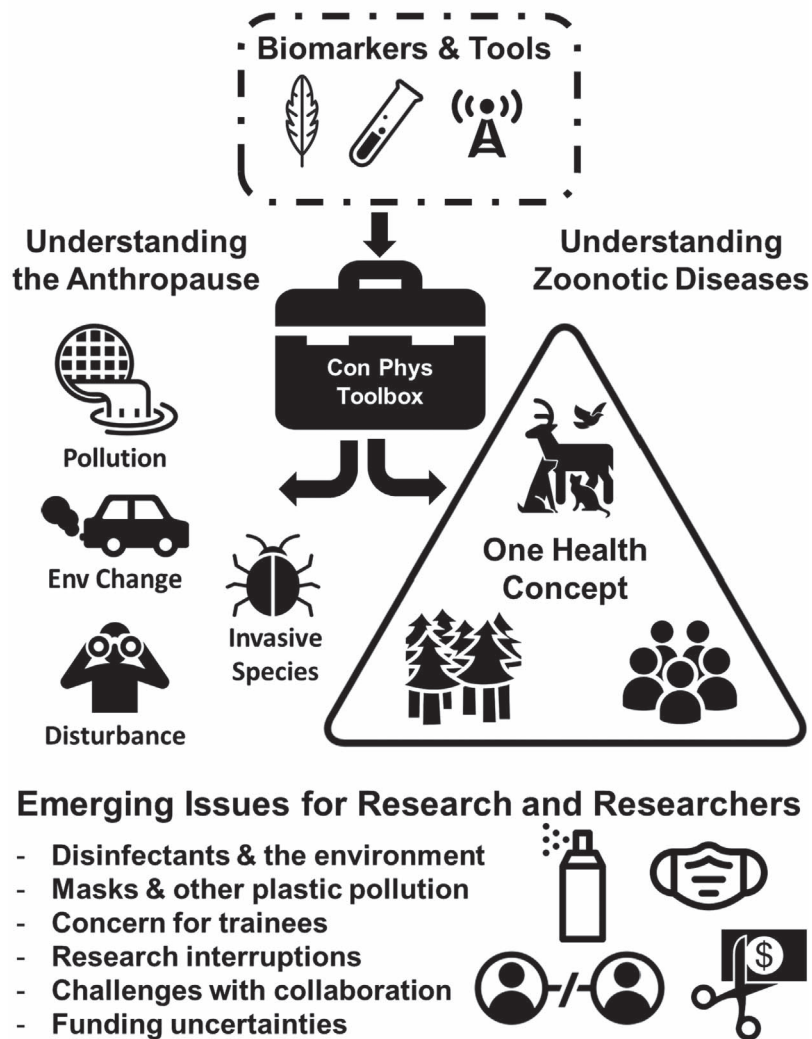 Biomarkers & Tools
Understanding
the Anthropause
Understanding
Zoonotic Diseases
Con Phys
Toolbox
Pollution
Env Change
Disturbance
Invasive
Species
One Health
Concept
Emerging Issues for Research and Researchers
- Disinfectants & the environment
- Masks & other plastic pollution
- Concern for trainees
- Research interruptions
- Challenges with collaboration
- Funding uncertainties
$